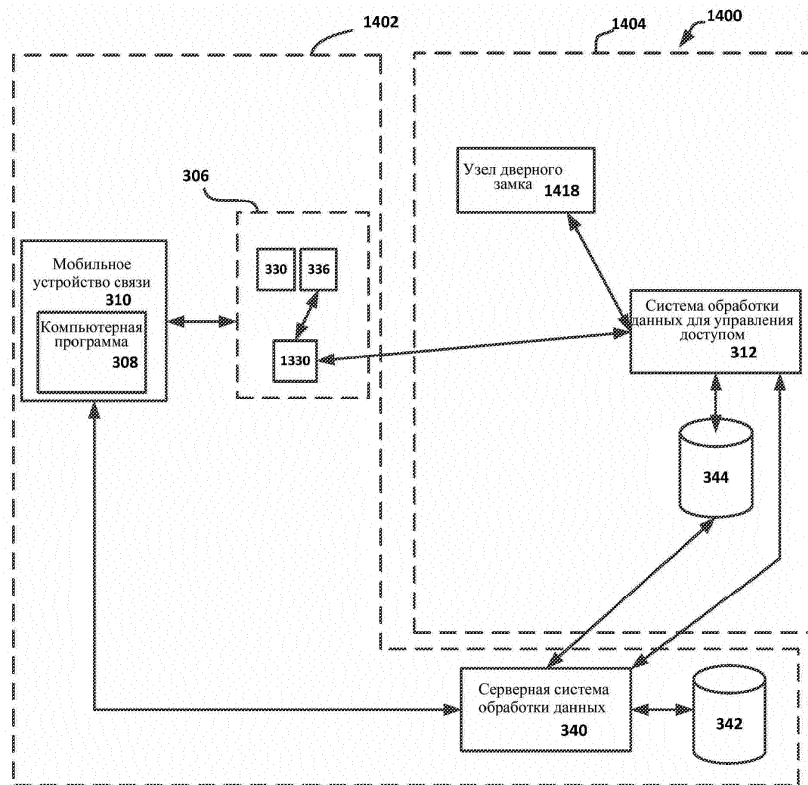 1402
1404
1400
306
Узел дверного
замка
1418
Мобильное
устройство связи
310
Компьютерная
программа
308
330
336
1330
Система обработки
данных для управления
доступом
312
344
Серверная система
обработки данных
340
342